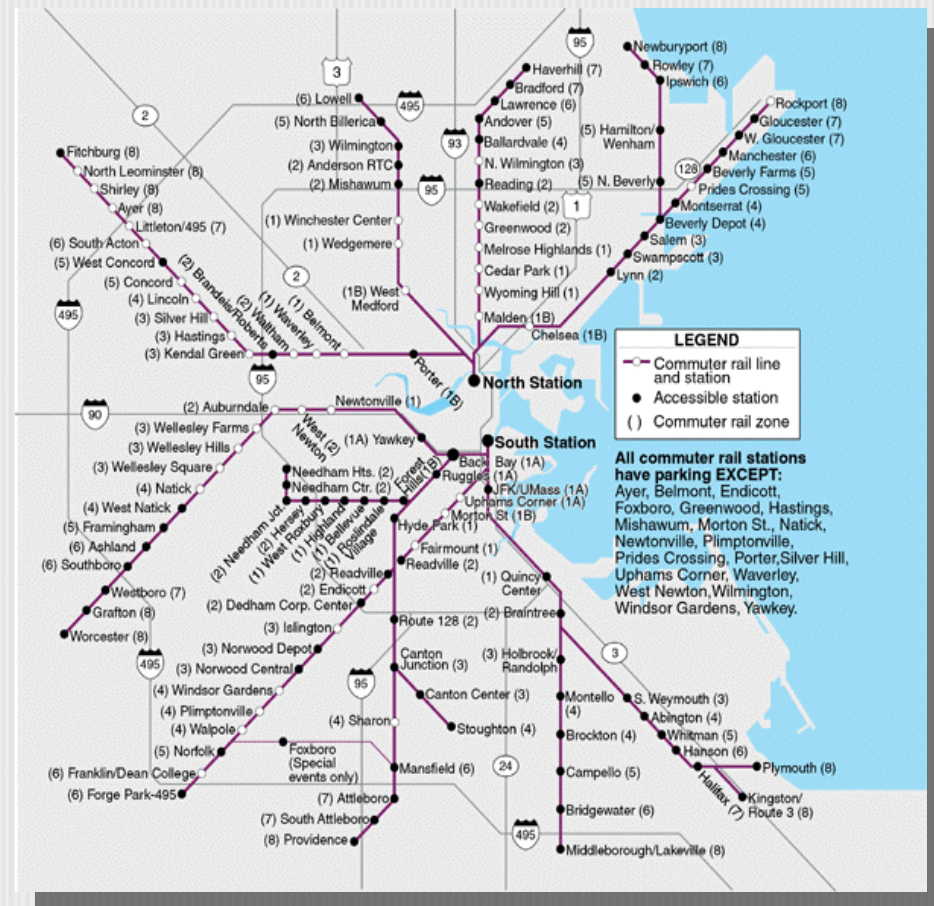 95
Newburyport (8)
Rowley (7)
Ipswich (6)
3
Haverhill (7)
Bradford (7)
(6) Lowell
495
Lawrence (6)
Rockport (8)
2
(5) North Billerica
Andover (5)
Gloucester (7)
(5) Hamilton/
Wenham
W. Gloucester (7)
(3) Wilmington
93
Ballardvale (4)
Fitchburg (8)
Manchester (6)
(2) Anderson RTC
N. Wilmington (3)
128
Beverly Farms (5)
North Leominster (8)
(2) Mishawum
95
Reading (2)
(5) N. Beverly
Prides Crossing (5)
Shirley (8)
1
Wakefield (2)
Montserrat (4)
Ayer (8)
(1) Winchester Center
Greenwood (2)
Beverly Depot (4)
Littleton/495 (7)
(1) Wedgemere
Melrose Highlands (1)
Salem (3)
(6) South Acton
Swampscott (3)
(5) West Concord
Cedar Park (1)
Lynn (2)
(5) Concord
2
(1B) West
Medford
Wyoming Hill (1)
(4) Lincoln
495
(3) Silver Hill
Malden (1B)
(3) Hastings
Chelsea (1B)
(3) Kendal Green
(2) Brandeis/Roberts
(2) Waltham
(1) Waverley
(1) Belmont
Porter (1B)
North Station
LEGEND
Commuter rail line
and station
Accessible station
( ) Commuter rail zone
95
90
(2) Auburndale
Newtonville (1)
West (2)
Newton
(3) Wellesley Farms
(1A) Yawkey
South Station
(3) Wellesley Hills
Back Bay (1A)
(3) Wellesley Square
Needham Hts. (2)
Forest
Hills(1B)
Ruggles (1A)
(4) Natick
Needham Ctr. (2)
JFK/UMass (1A)
(4) West Natick
Uphams Corner (1A)
Morton St (1B)
(5) Framingham
Hyde Park (1)
(2) Needham Jct.
(2) Hersey
(1) West Roxbury
(1) Highland
(1) Bellevue
(1) Roslindale
Village
(6) Ashland
Fairmount (1)
(6) Southboro
Readville (2)
(2) Readville
(1) Quincy
Center
Westboro (7)
(2) Endicott
Grafton (8)
(2) Dedham Corp. Center
(2) Braintree
Worcester (8)
(3) Islington
Route 128 (2)
495
(3) Norwood Depot
Canton
Junction (3)
(3) Holbrook/
Randolph
3
(3) Norwood Central
95
(4) Windsor Gardens
Canton Center (3)
Montello
(4)
S. Weymouth (3)
(4) Plimptonville
(4) Sharon
Abington (4)
(4) Walpole
Stoughton (4)
Brockton (4)
Whitman (5)
(5) Norfolk
Foxboro
(Special
events only)
Hanson (6)
(6) Franklin/Dean College
Mansfield (6)
24
Campello (5)
Halifax (7)
Plymouth (8)
(6) Forge Park-495
(7) Attleboro
Kingston/
Route 3 (8)
(7) South Attleboro
Bridgewater (6)
(8) Providence
495
Middleborough/Lakeville (8)
All commuter rail stations
have parking EXCEPT:
Ayer, Belmont, Endicott,
Foxboro, Greenwood, Hastings,
Mishawum, Morton St., Natick,
Newtonville, Plimptonville,
Prides Crossing, Porter,Silver Hill,
Uphams Corner, Waverley,
West Newton,Wilmington,
Windsor Gardens, Yawkey.